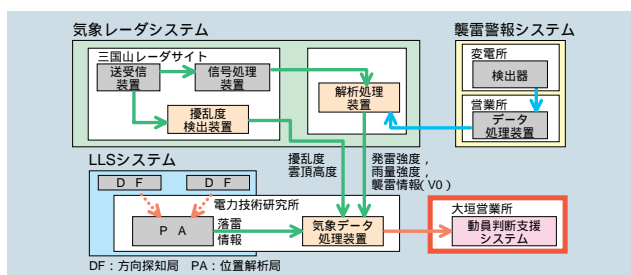 気象レーダシステム
襲雷警報システム
三国山レーダサイト
送受信
装置
信号処理
装置
解析処理
装置
擾乱度
検出装置
変電所
検出器
営業所
データ
処理装置
LLSシステム
擾乱度
雲頂高度
発雷強度，
雨量強度，
襲雷情報（V0）
DF
DF
電力技術研究所
PA
落雷
情報
気象データ
処理装置
大垣営業所
動員判断支援
システム
DF：方向探知局 PA：位置解析局